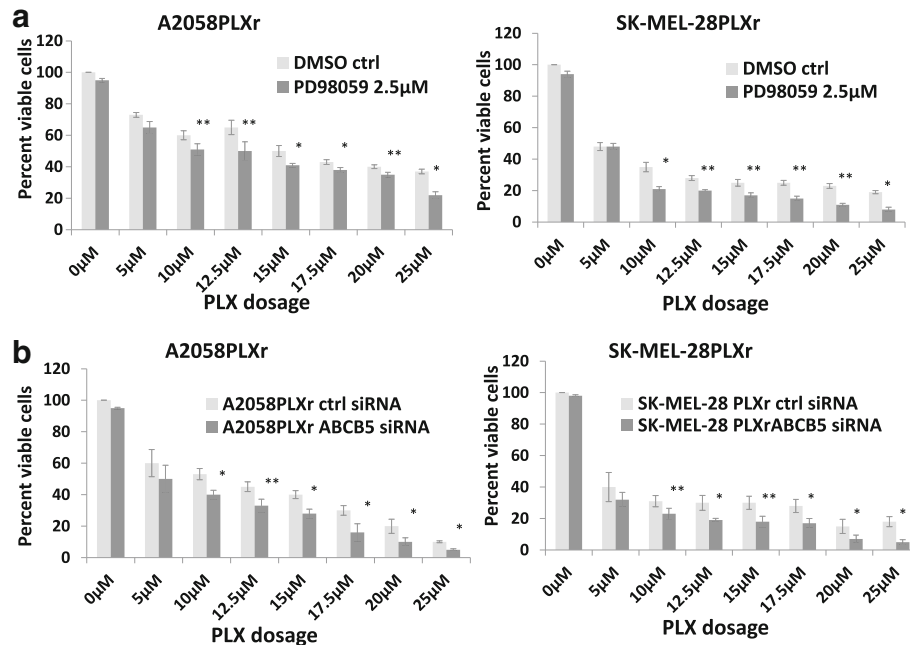 a
A2058PLXr
Percent viable cells
120
100
80
60
40
20
0
DMSO ctrl
PD98059 2.5µM
** ** * * ** *
0µM 5µM 10µM 12.5µM 15µM 17.5µM 20µM 25µM
PLX dosage
SK-MEL-28PLXr
Percent viable cells
120
100
80
60
40
20
0
DMSO ctrl
PD98059 2.5µM
* ** ** ** ** *
0µM 5µM 10µM 12.5µM 15µM 17.5µM 20µM 25µM
PLX dosage
b
A2058PLXr
Percent viable cells
120
100
80
60
40
20
0
A2058PLXr ctrl siRNA
A2058PLXr ABCB5 siRNA
* ** * * * *
0µM 5µM 10µM 12.5µM 15µM 17.5µM 20µM 25µM
PLX dosage
SK-MEL-28PLXr
Percent viable cells
120
100
80
60
40
20
0
SK-MEL-28 PLXr ctrl siRNA
SK-MEL-28 PLXrABCB5 siRNA
** * ** * * *
0µM 5µM 10µM 12.5µM 15µM 17.5µM 20µM 25µM
PLX dosage